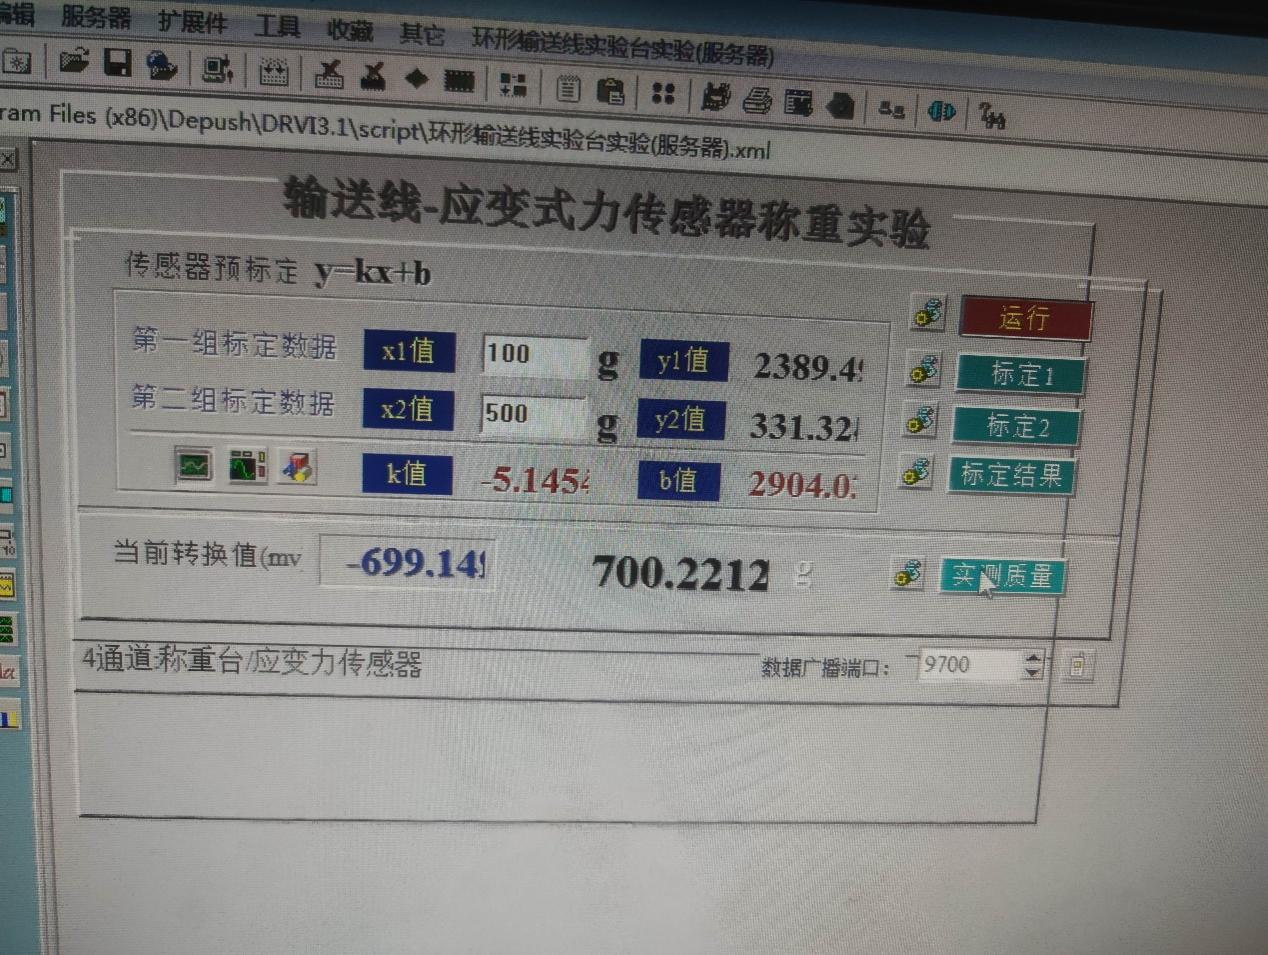 编辑 服务器 扩展件 工具 收藏 其它 环形输送线实验台实验(服务器)
ram Files (x86)\Depush\DRVI3.1\script\环形输送线实验台实验(服务器).xml
输送线-应变式力传感器称重实验
传感器预标定 y=kx+b
运行
第一组标定数据 x1值 100 g y1值 2389.4
标定1
第二组标定数据 x2值 500 g y2值 331.32
标定2
k值 -5.145 b值 2904.0
标定结果
当前转换值(mv -699.14 700.2212 g 实测质量
4通道:称重台/应变力传感器 数据广播端口: 9700